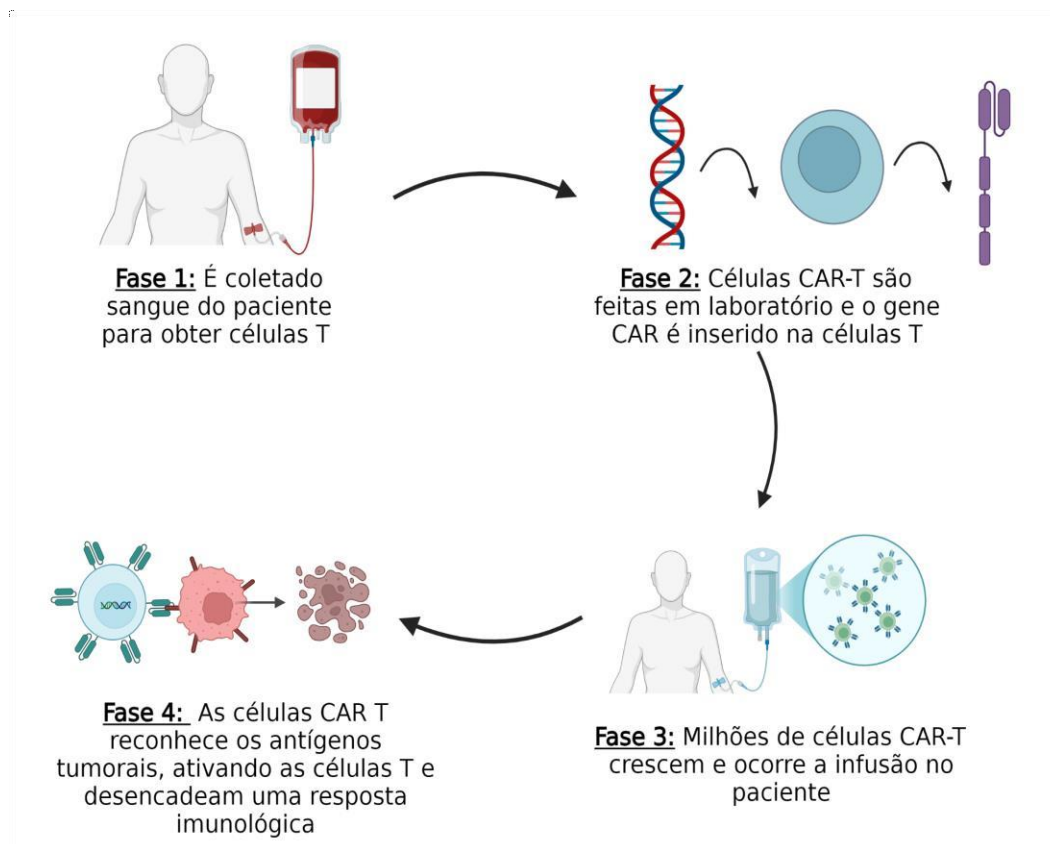 Fase 1: É coletado
sangue do paciente
para obter células T
Fase 2: Células CAR-T são
feitas em laboratório e o gene
CAR é inserido na células T
Fase 3: Milhões de células CAR-T
crescem e ocorre a infusão no
paciente
Fase 4: As células CAR T
reconhece os antígenos
tumorais, ativando as células T e
desencadeam uma resposta
imunológica